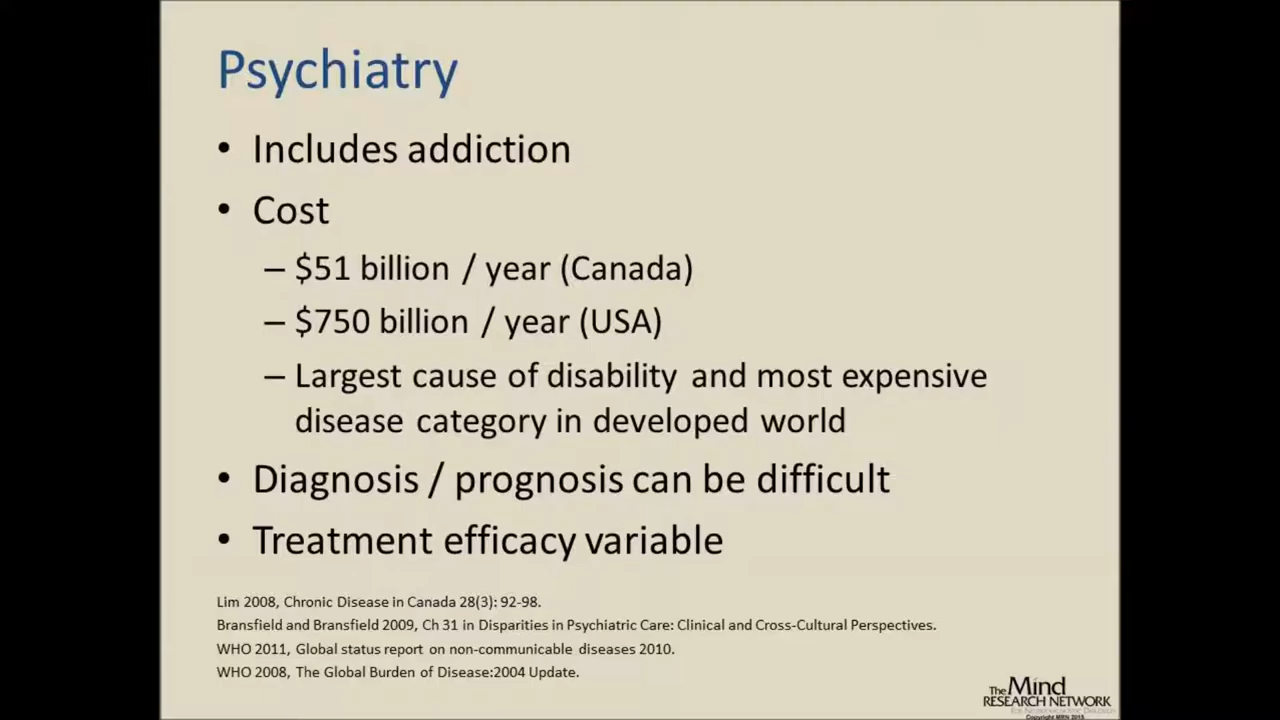 Psychiatry
• Includes addiction
• Cost
– $51 billion / year (Canada)
– $750 billion / year (USA)
– Largest cause of disability and most expensive
disease category in developed world
• Diagnosis / prognosis can be difficult
• Treatment efficacy variable
Lim 2008, Chronic Disease in Canada 28(3): 92-98.
Bransfield and Bransfield 2009, Ch 31 in Disparities in Psychiatric Care: Clinical and Cross-Cultural Perspectives.
WHO 2011, Global status report on non-communicable diseases 2010.
WHO 2008, The Global Burden of Disease:2004 Update.
The Mind
RESEARCH NETWORK
Copyright MRN 2015